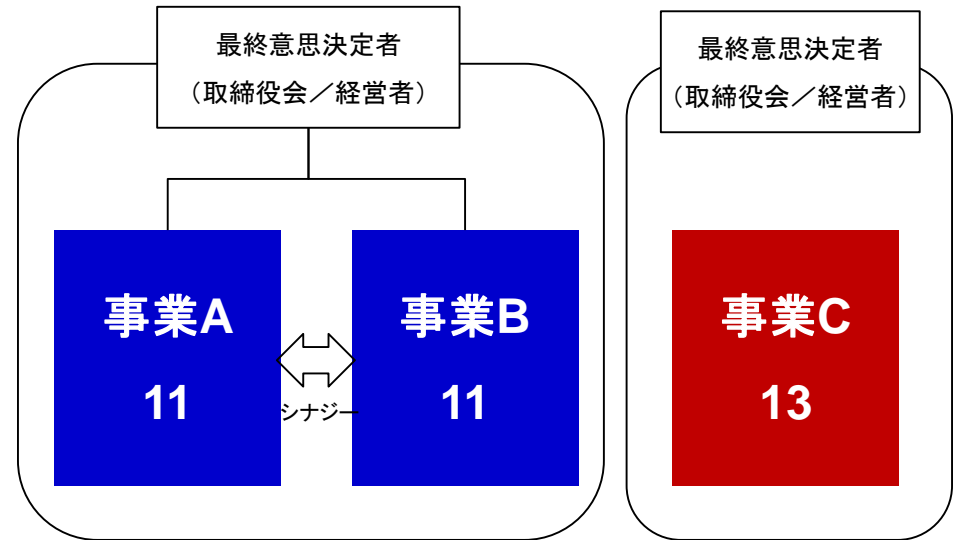 最終意思決定者
（取締役会／経営者）
事業A
11
シナジー
事業B
11
最終意思決定者
（取締役会／経営者）
事業C
13